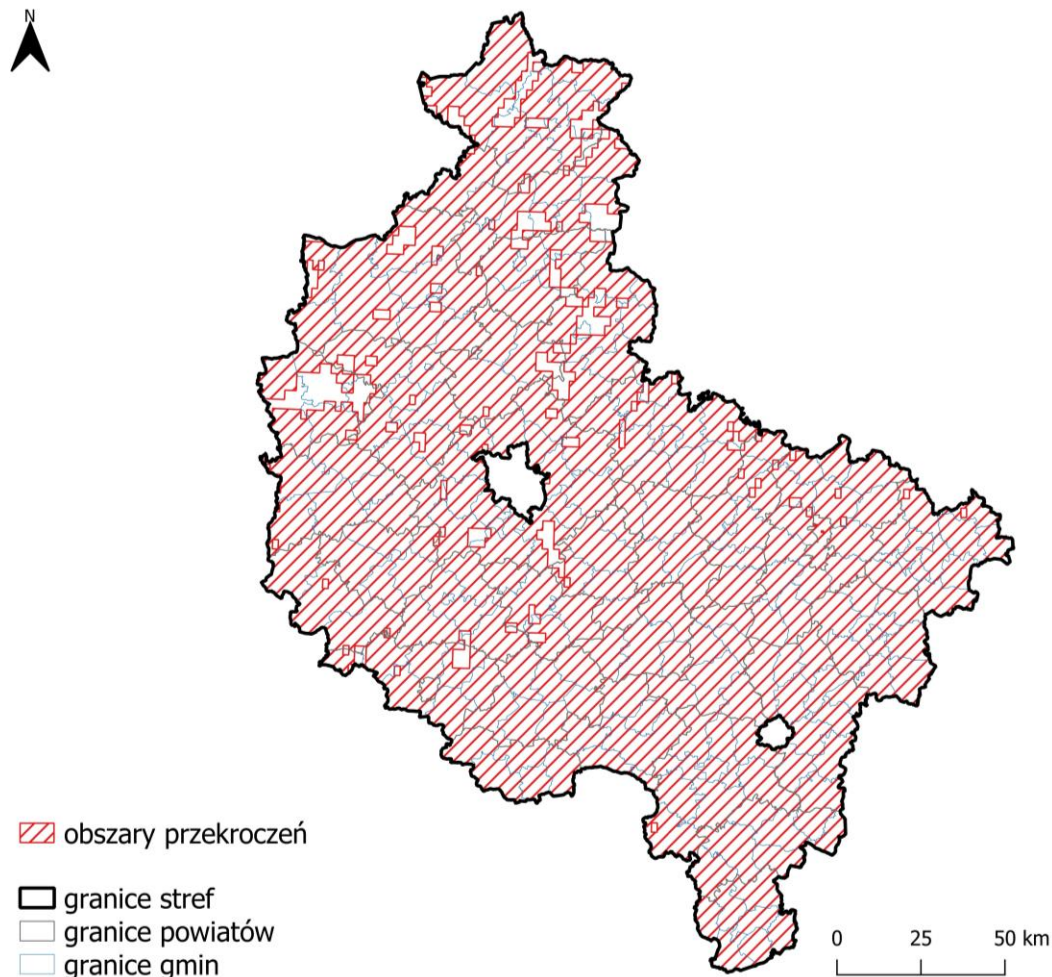 N
obszary przekroczeń
granice stref
granice powiatów
granice gmin
0 25 50 km